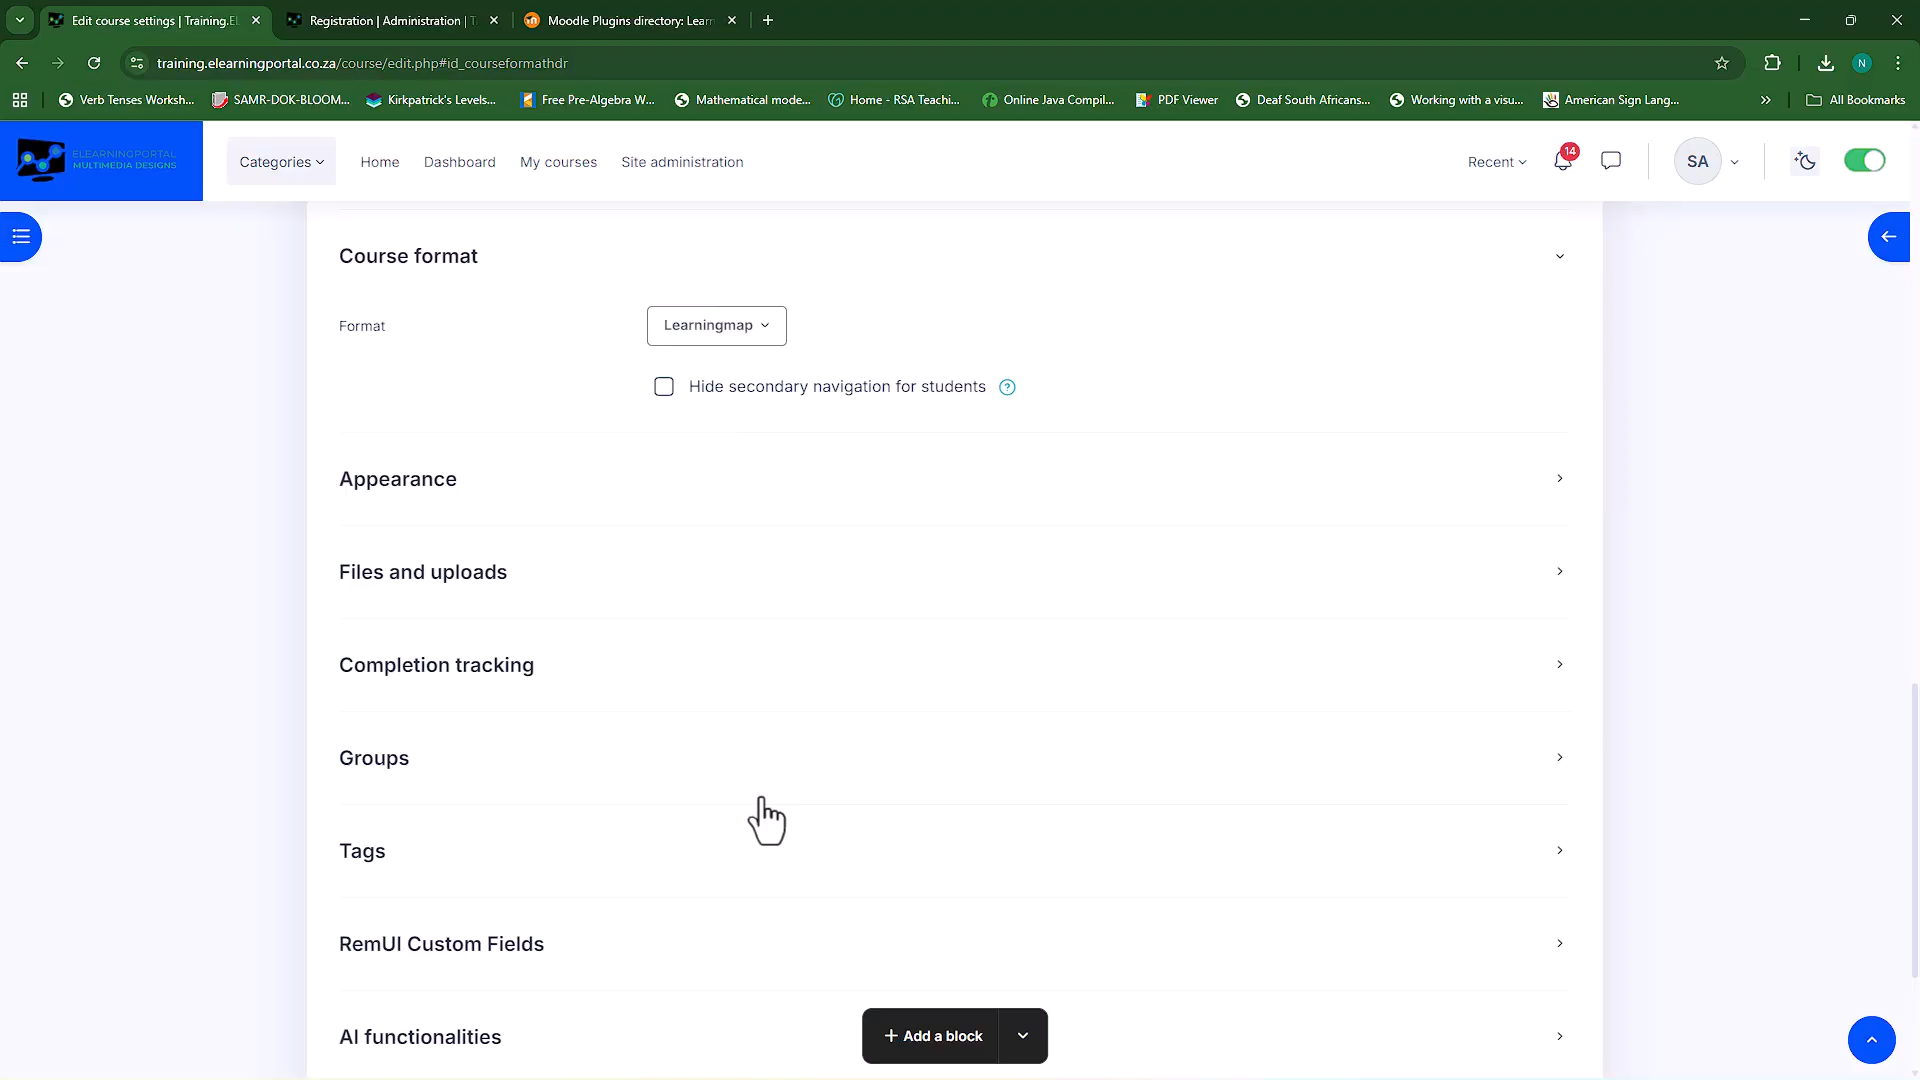 Edit course settings | Training.El
Registration | Administration | T
Moodle Plugins directory: Learn
training.elearningportal.co.za/course/edit.php#id_courseformathdr
N
Verb Tenses Worksh...
SAMR-DOK-BLOOM...
Kirkpatrick's Levels...
Free Pre-Algebra W...
Mathematical mode...
Home - RSA Teachi...
Online Java Compil...
PDF Viewer
Deaf South Africans...
Working with a visu...
American Sign Lang...
All Bookmarks
ELEARNINGPORTAL
MULTIMEDIA DESIGNS
Categories
Home
Dashboard
My courses
Site administration
Recent
14
SA
Course format
Format
Learningmap
Hide secondary navigation for students
Appearance
Files and uploads
Completion tracking
Groups
Tags
RemUI Custom Fields
AI functionalities
Add a block